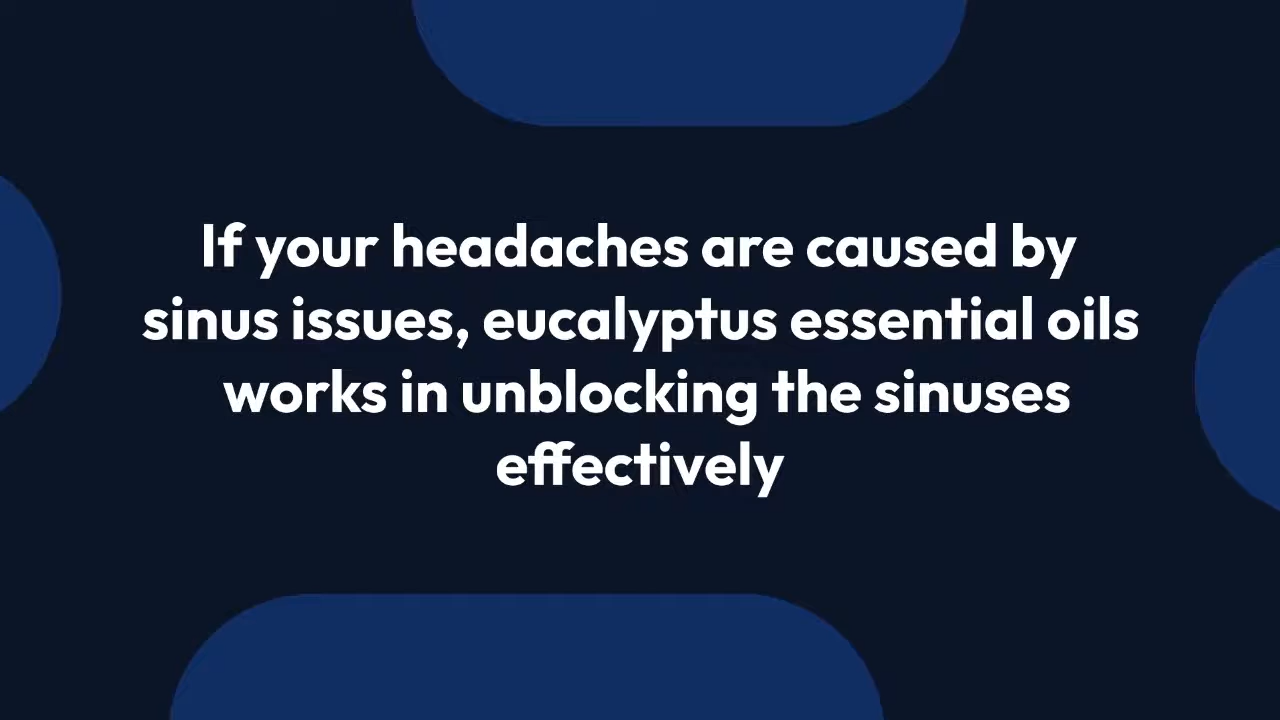 If your headaches are caused by
sinus issues, eucalyptus essential oils
works in unblocking the sinuses
effectively